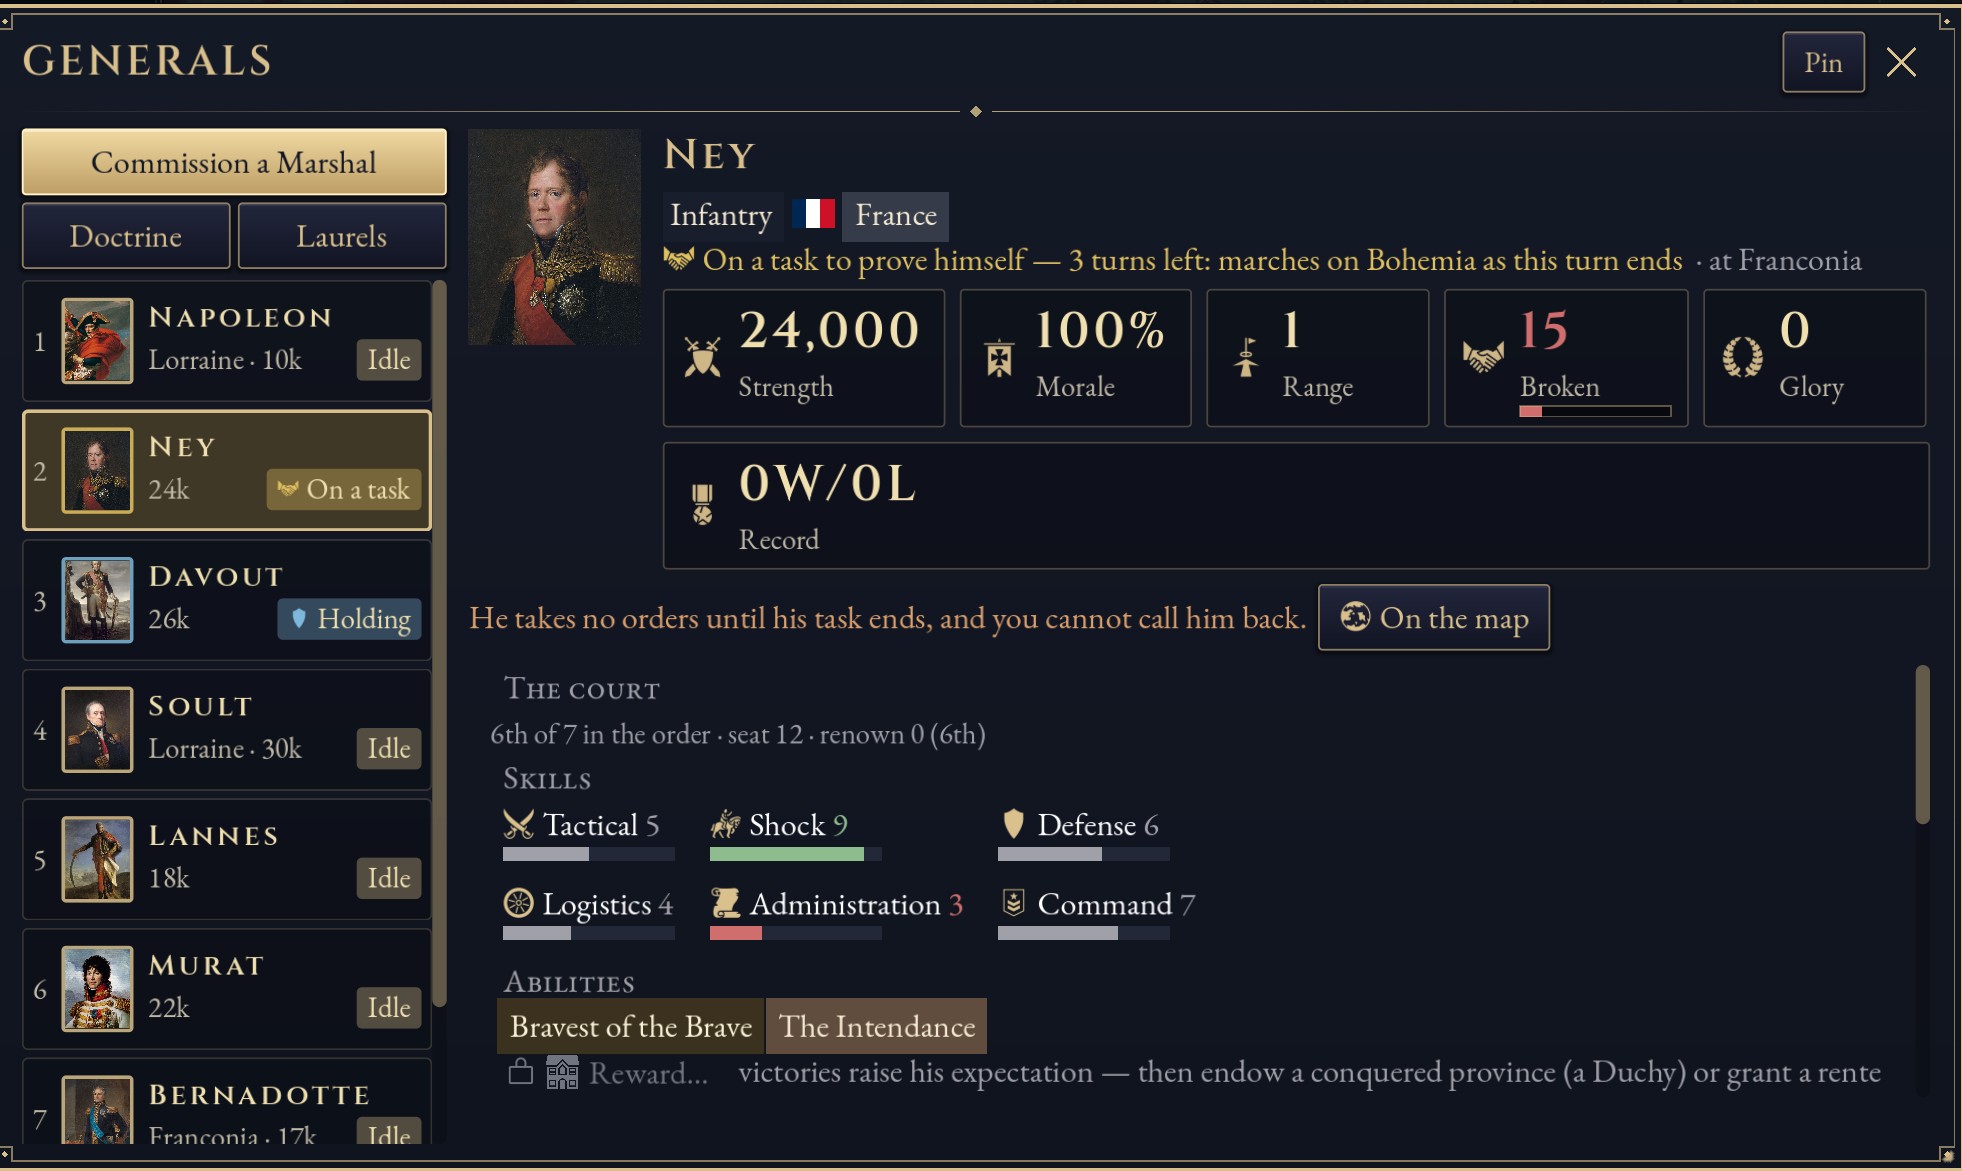 GENERALS
Pin
Commission a Marshal
Doctrine
Laurels
1
NAPOLEON
Lorraine · 10k
Idle
2
NEY
24k
On a task
3
DAVOUT
26k
Holding
4
SOULT
Lorraine · 30k
Idle
5
LANNES
18k
Idle
6
MURAT
22k
Idle
7
BERNADOTTE
Franconia · 17k
Idle
NEY
Infantry
France
On a task to prove himself — 3 turns left: marches on Bohemia as this turn ends · at Franconia
24,000
Strength
100%
Morale
1
Range
15
Broken
0
Glory
0W/0L
Record
He takes no orders until his task ends, and you cannot call him back.
On the map
THE COURT
6th of 7 in the order · seat 12 · renown 0 (6th)
SKILLS
Tactical 5
Shock 9
Defense 6
Logistics 4
Administration 3
Command 7
ABILITIES
Bravest of the Brave
The Intendance
Reward...
victories raise his expectation — then endow a conquered province (a Duchy) or grant a rente